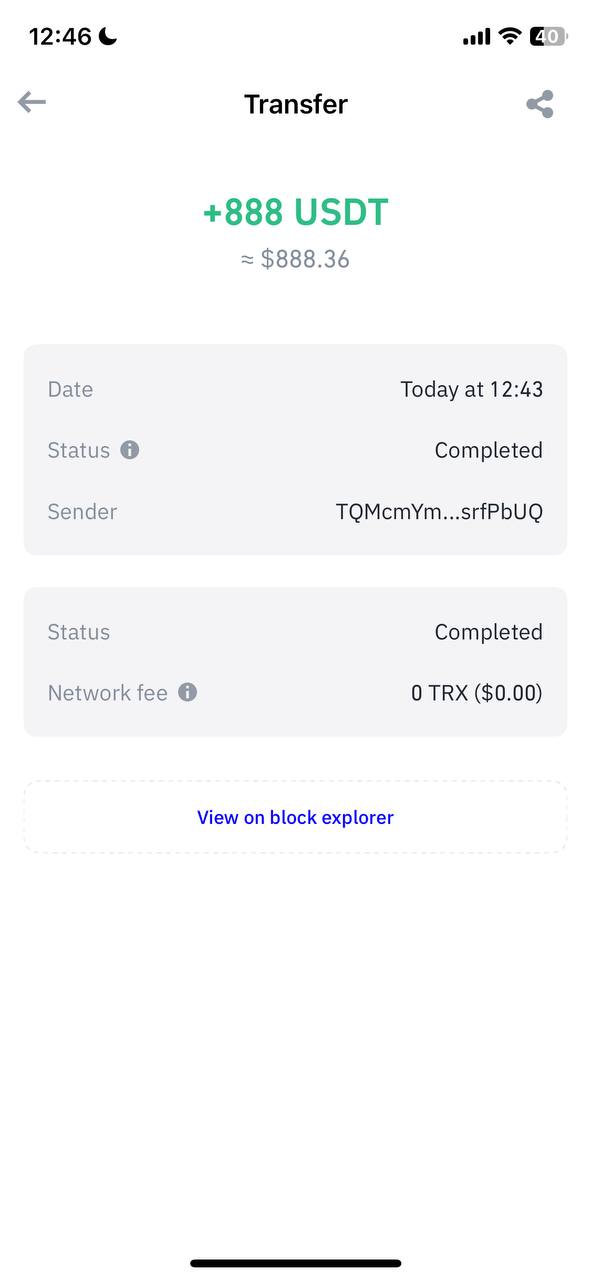 12:46
40
Transfer
+888 USDT
≈ $888.36
Date Today at 12:43
Status Completed
Sender TQMcmYm...srfPbUQ
Status Completed
Network fee 0 TRX ($0.00)
View on block explorer